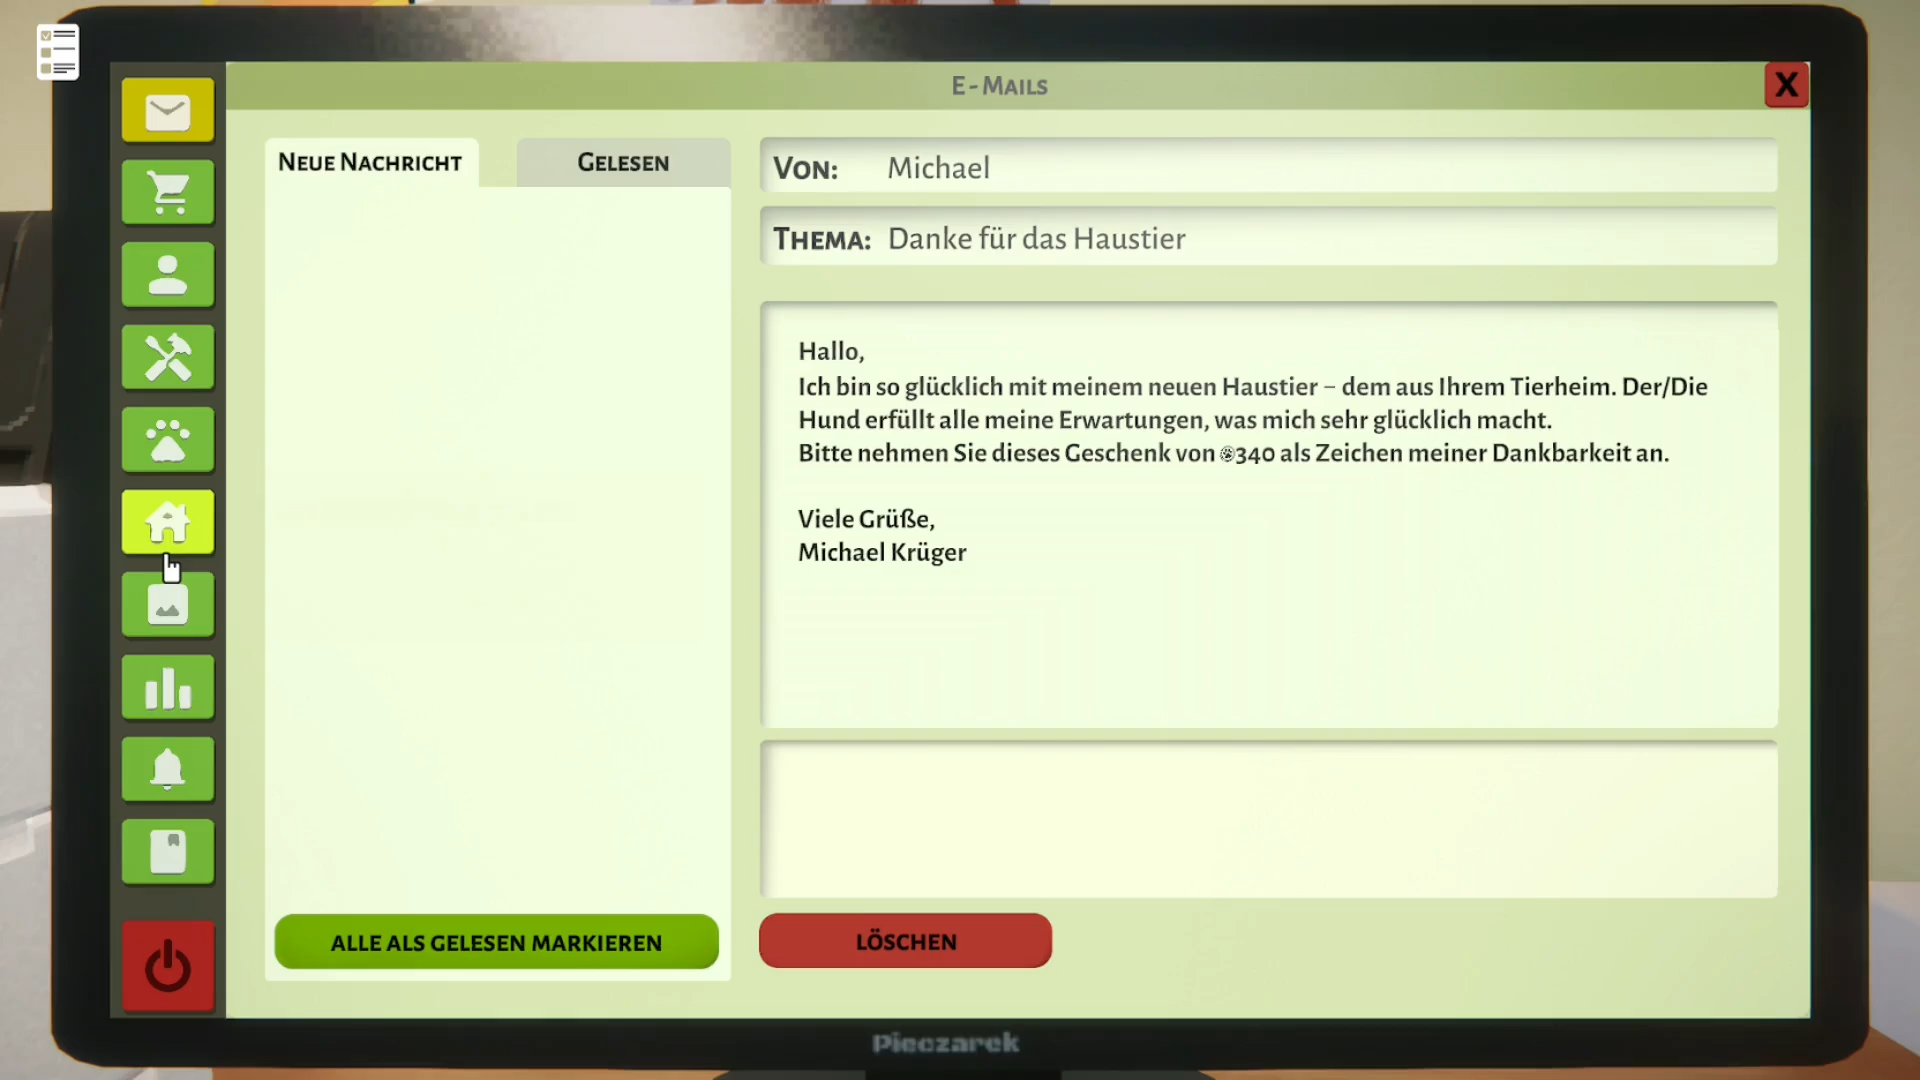 E-Mails
X
Neue Nachricht
Gelesen
Von: Michael
Thema: Danke für das Haustier
Hallo,
Ich bin so glücklich mit meinem neuen Haustier – dem aus Ihrem Tierheim. Der/Die
Hund erfüllt alle meine Erwartungen, was mich sehr glücklich macht.
Bitte nehmen Sie dieses Geschenk von 340 als Zeichen meiner Dankbarkeit an.
Viele Grüße,
Michael Krüger
ALLE ALS GELESEN MARKIEREN
LÖSCHEN
Pieczarek